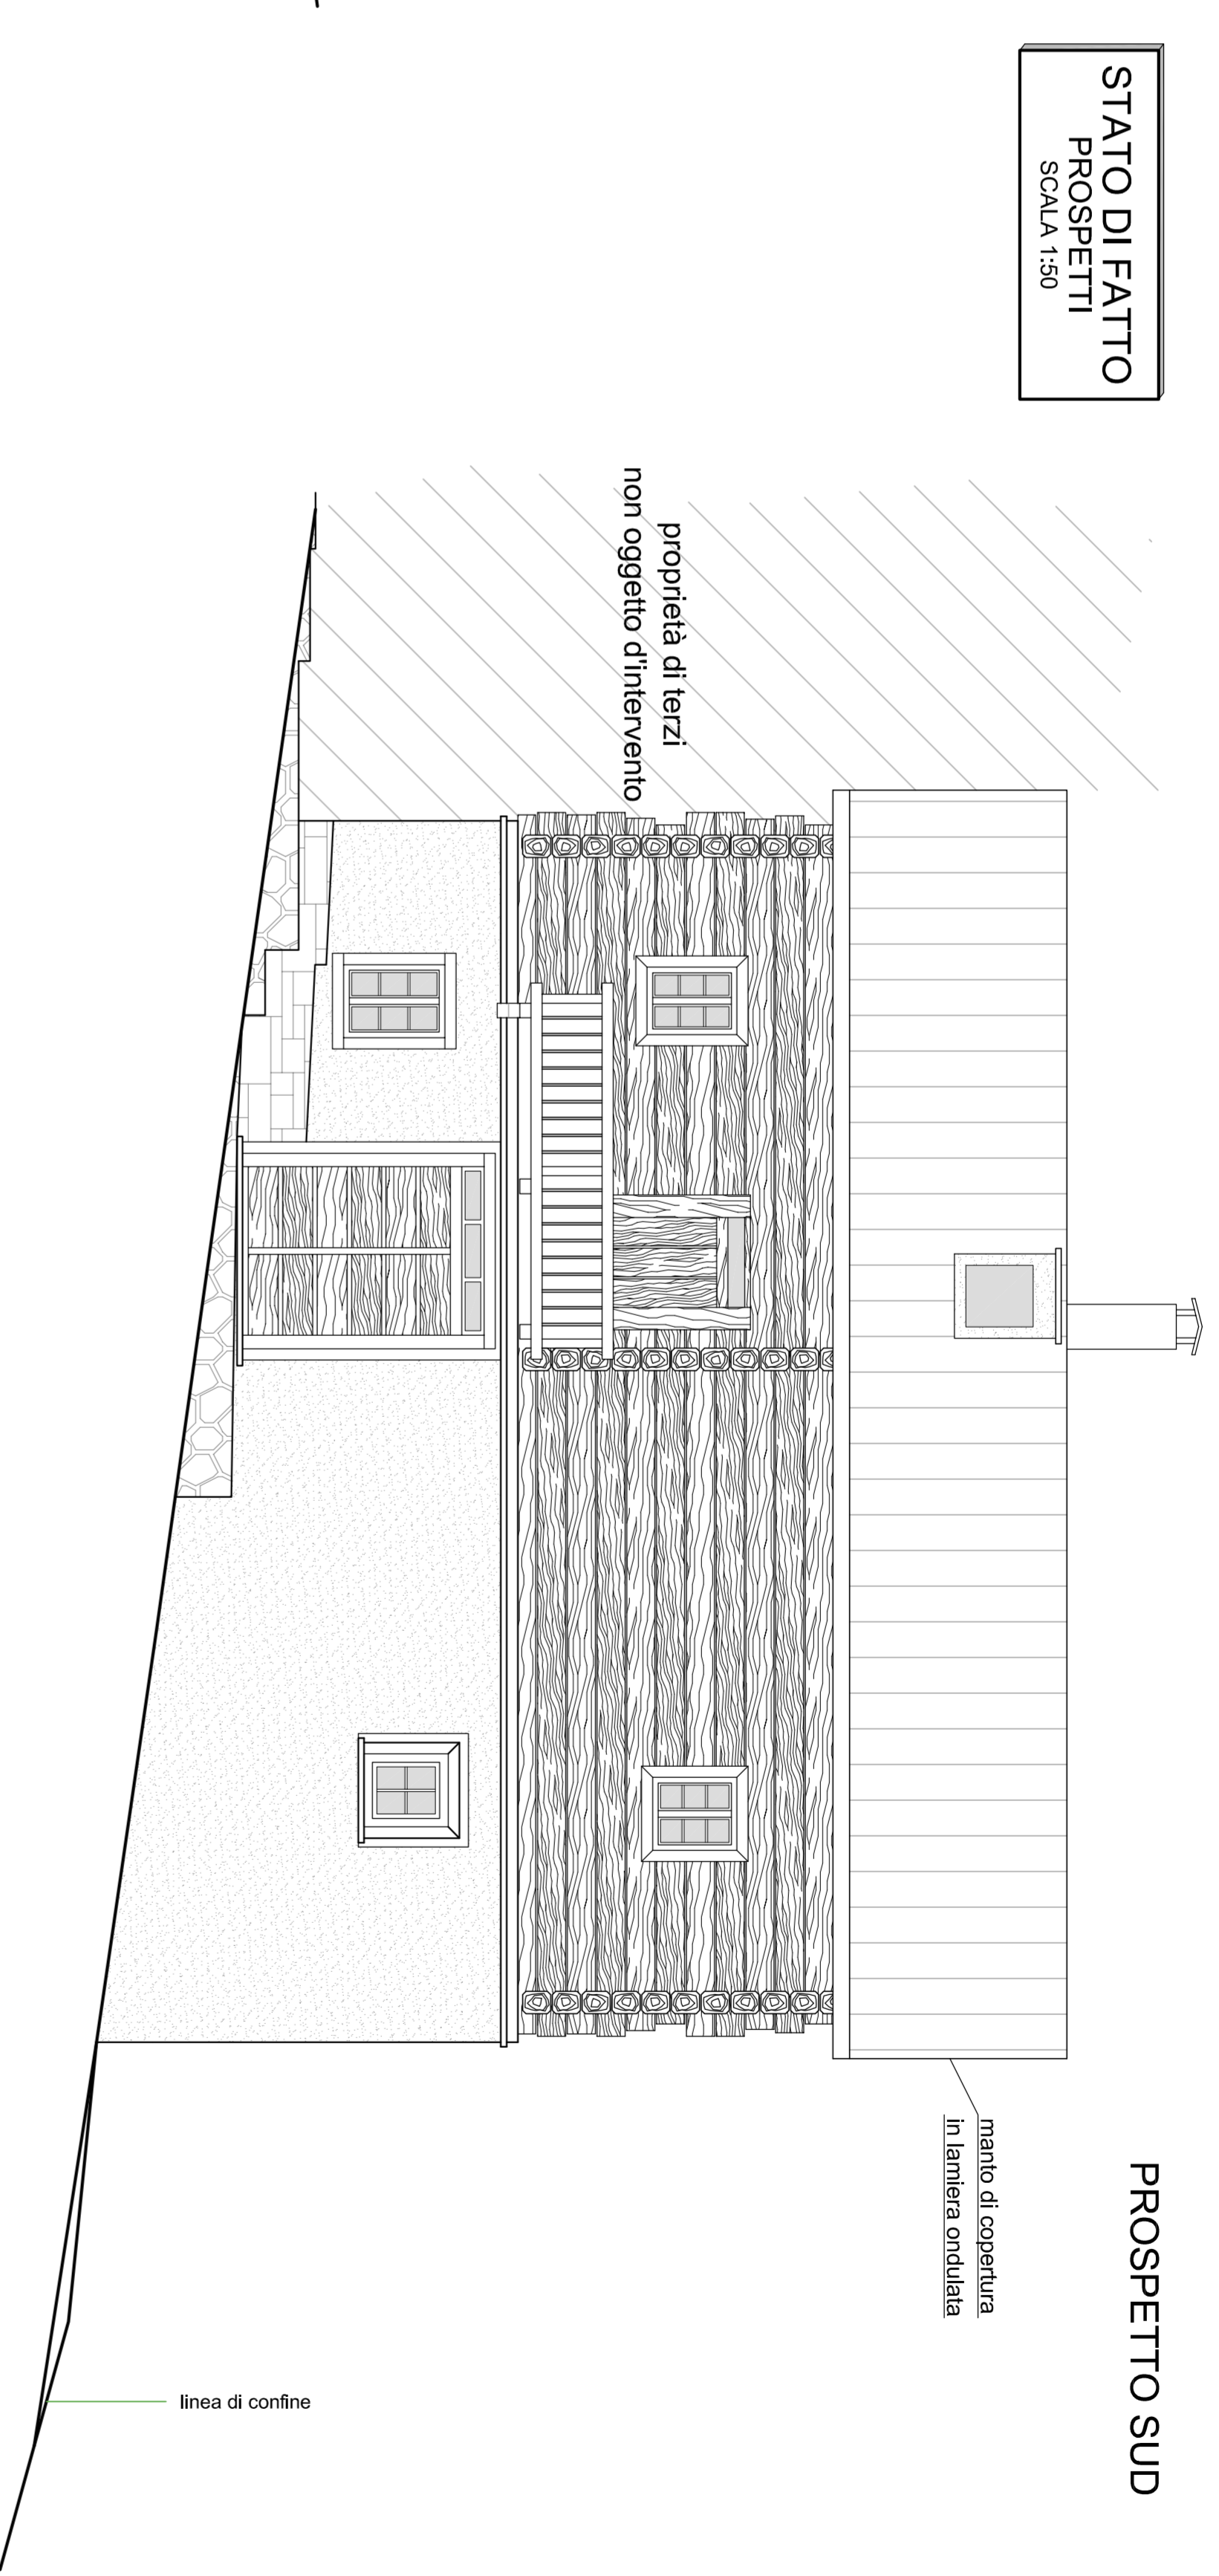 STATO DI FATTO
PROSPETTI
SCALA 1:50
PROSPETTO SUD
proprietà di terzi
non oggetto d'intervento
manto di copertura
in lamiera ondulata
linea di confine